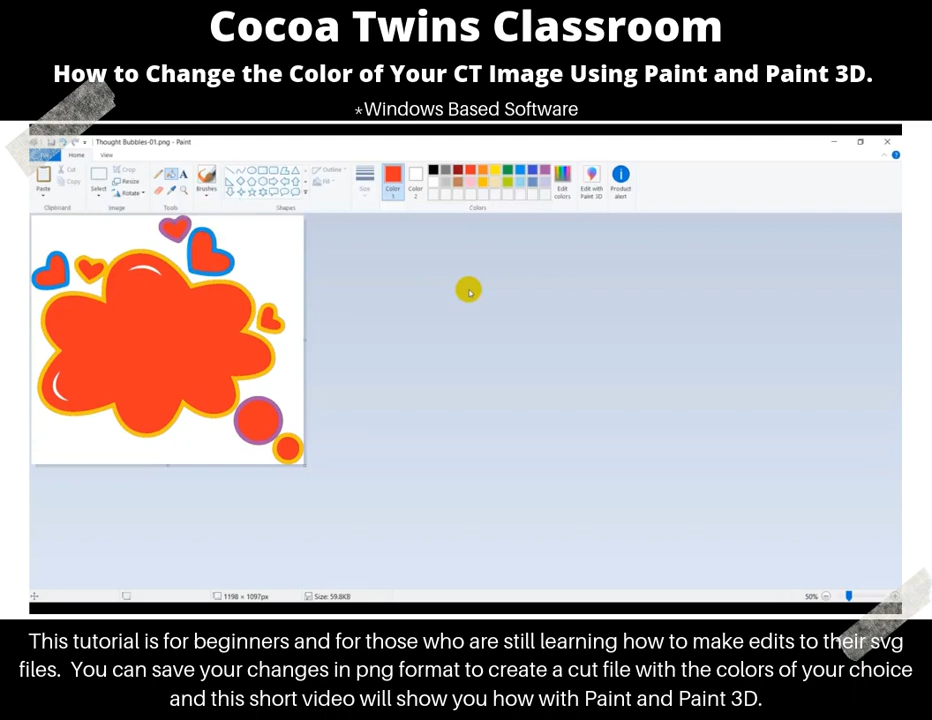 Cocoa Twins Classroom
How to Change the Color of Your CT Image Using Paint and Paint 3D.
*Windows Based Software
Thought Bubbles-01.png - Paint
Home View
Paste
Cut
Copy
Clipboard
Select
Crop
Resize
Rotate
Image
Tools
Brushes
Outline
Fill
Shapes
Size
Color 1
Color 2
Edit colors
Colors
Edit with Paint 3D
Product alert
1198 × 1097px
Size: 59.8KB
50%
This tutorial is for beginners and for those who are still learning how to make edits to their svg
files. You can save your changes in png format to create a cut file with the colors of your choice
and this short video will show you how with Paint and Paint 3D.